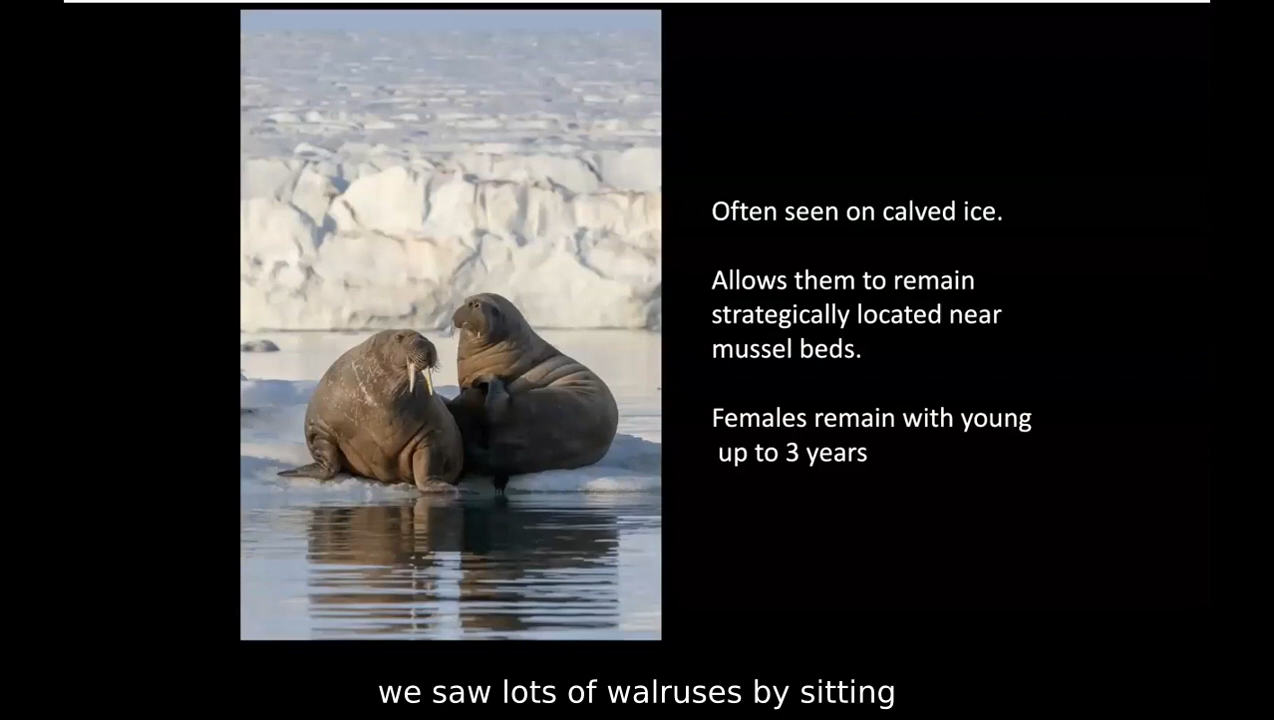 Often seen on calved ice.
Allows them to remain
strategically located near
mussel beds.
Females remain with young
up to 3 years
we saw lots of walruses by sitting